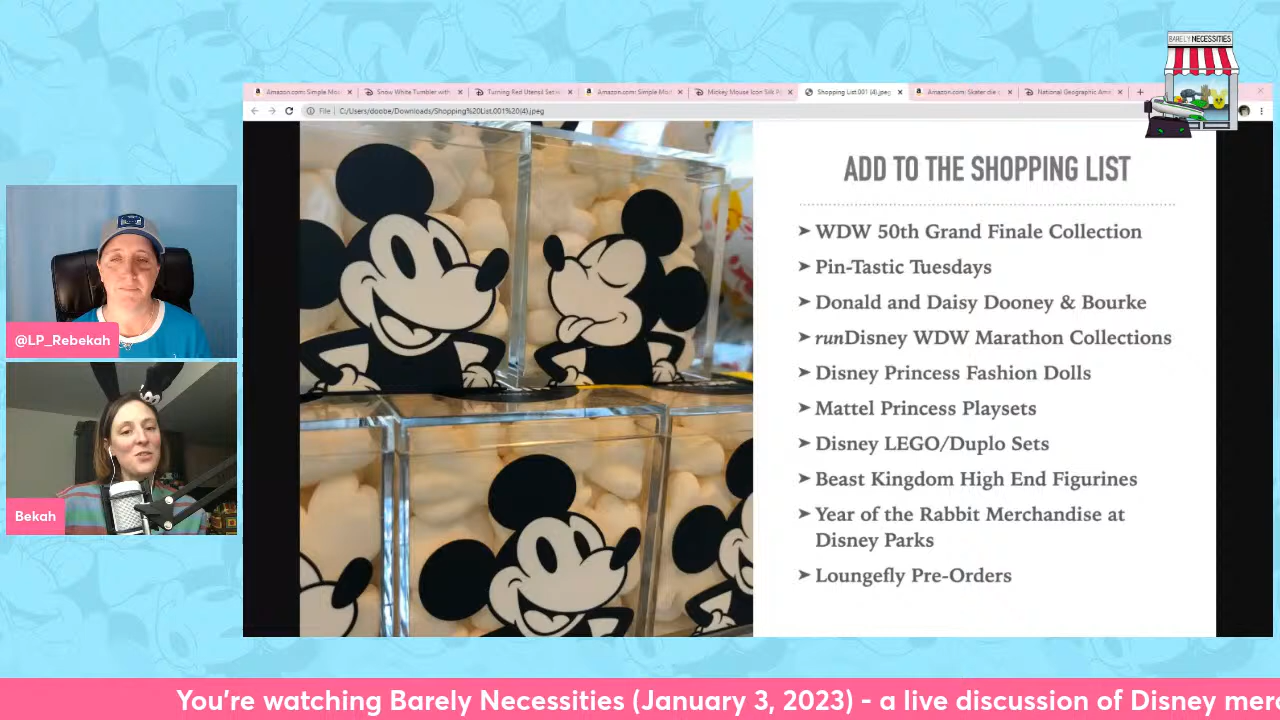 BARELY NECESSITIES
Amazon.com: Simple Mou
Snow White Tumbler with
Turning Red Utensil Set
Amazon.com: Simple Mou
Mickey Mouse Icon Silk P
Shopping List.001 (4).jpeg
Amazon.com: Skater die c
National Geographic Am
File
C:/Users/doobe/Downloads/Shopping%20List.001%20(4).jpeg
ADD TO THE SHOPPING LIST
➤ WDW 50th Grand Finale Collection
➤ Pin-Tastic Tuesdays
➤ Donald and Daisy Dooney & Bourke
➤ runDisney WDW Marathon Collections
➤ Disney Princess Fashion Dolls
➤ Mattel Princess Playsets
➤ Disney LEGO/Duplo Sets
➤ Beast Kingdom High End Figurines
➤ Year of the Rabbit Merchandise at
Disney Parks
➤ Loungefly Pre-Orders
@LP_Rebekah
Bekah
You're watching Barely Necessities (January 3, 2023) - a live discussion of Disney merc